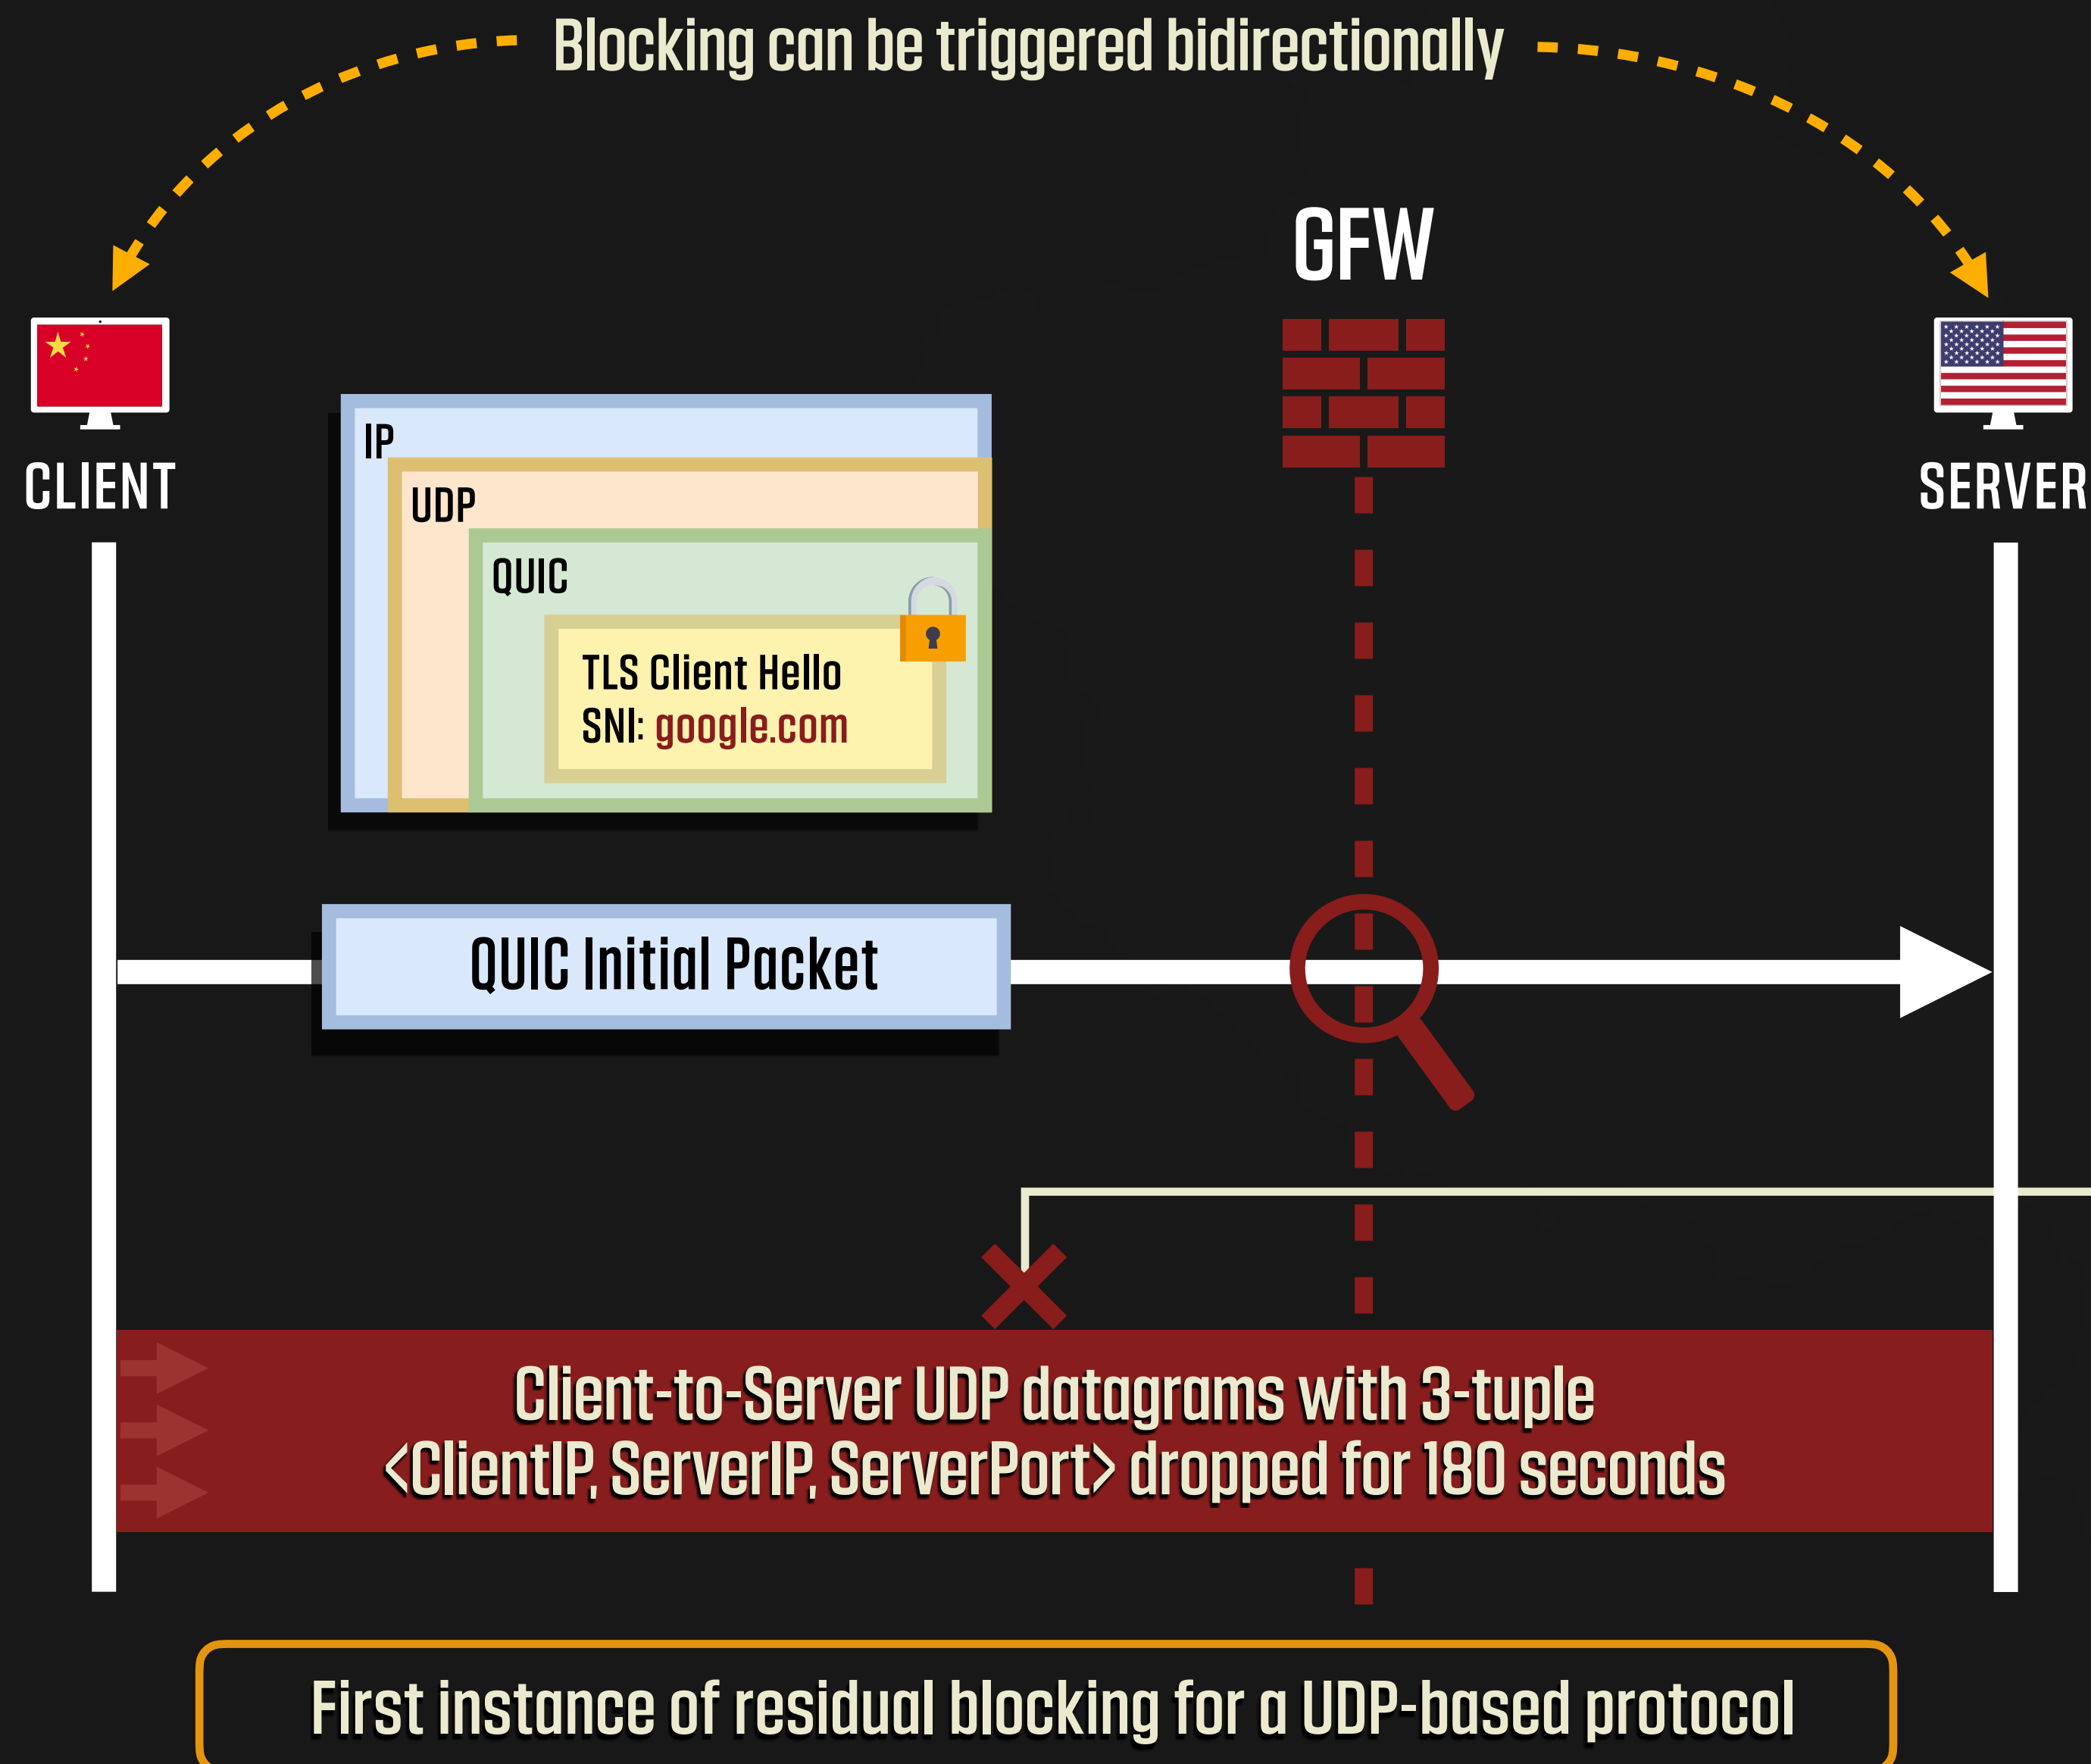 Blocking can be triggered bidirectionally
GFW
CLIENT
SERVER
IP
UDP
QUIC
TLS Client Hello
SNI: google.com
QUIC Initial Packet
Client-to-Server UDP datagrams with 3-tuple
<ClientIP, ServerIP, ServerPort> dropped for 180 seconds
First instance of residual blocking for a UDP-based protocol